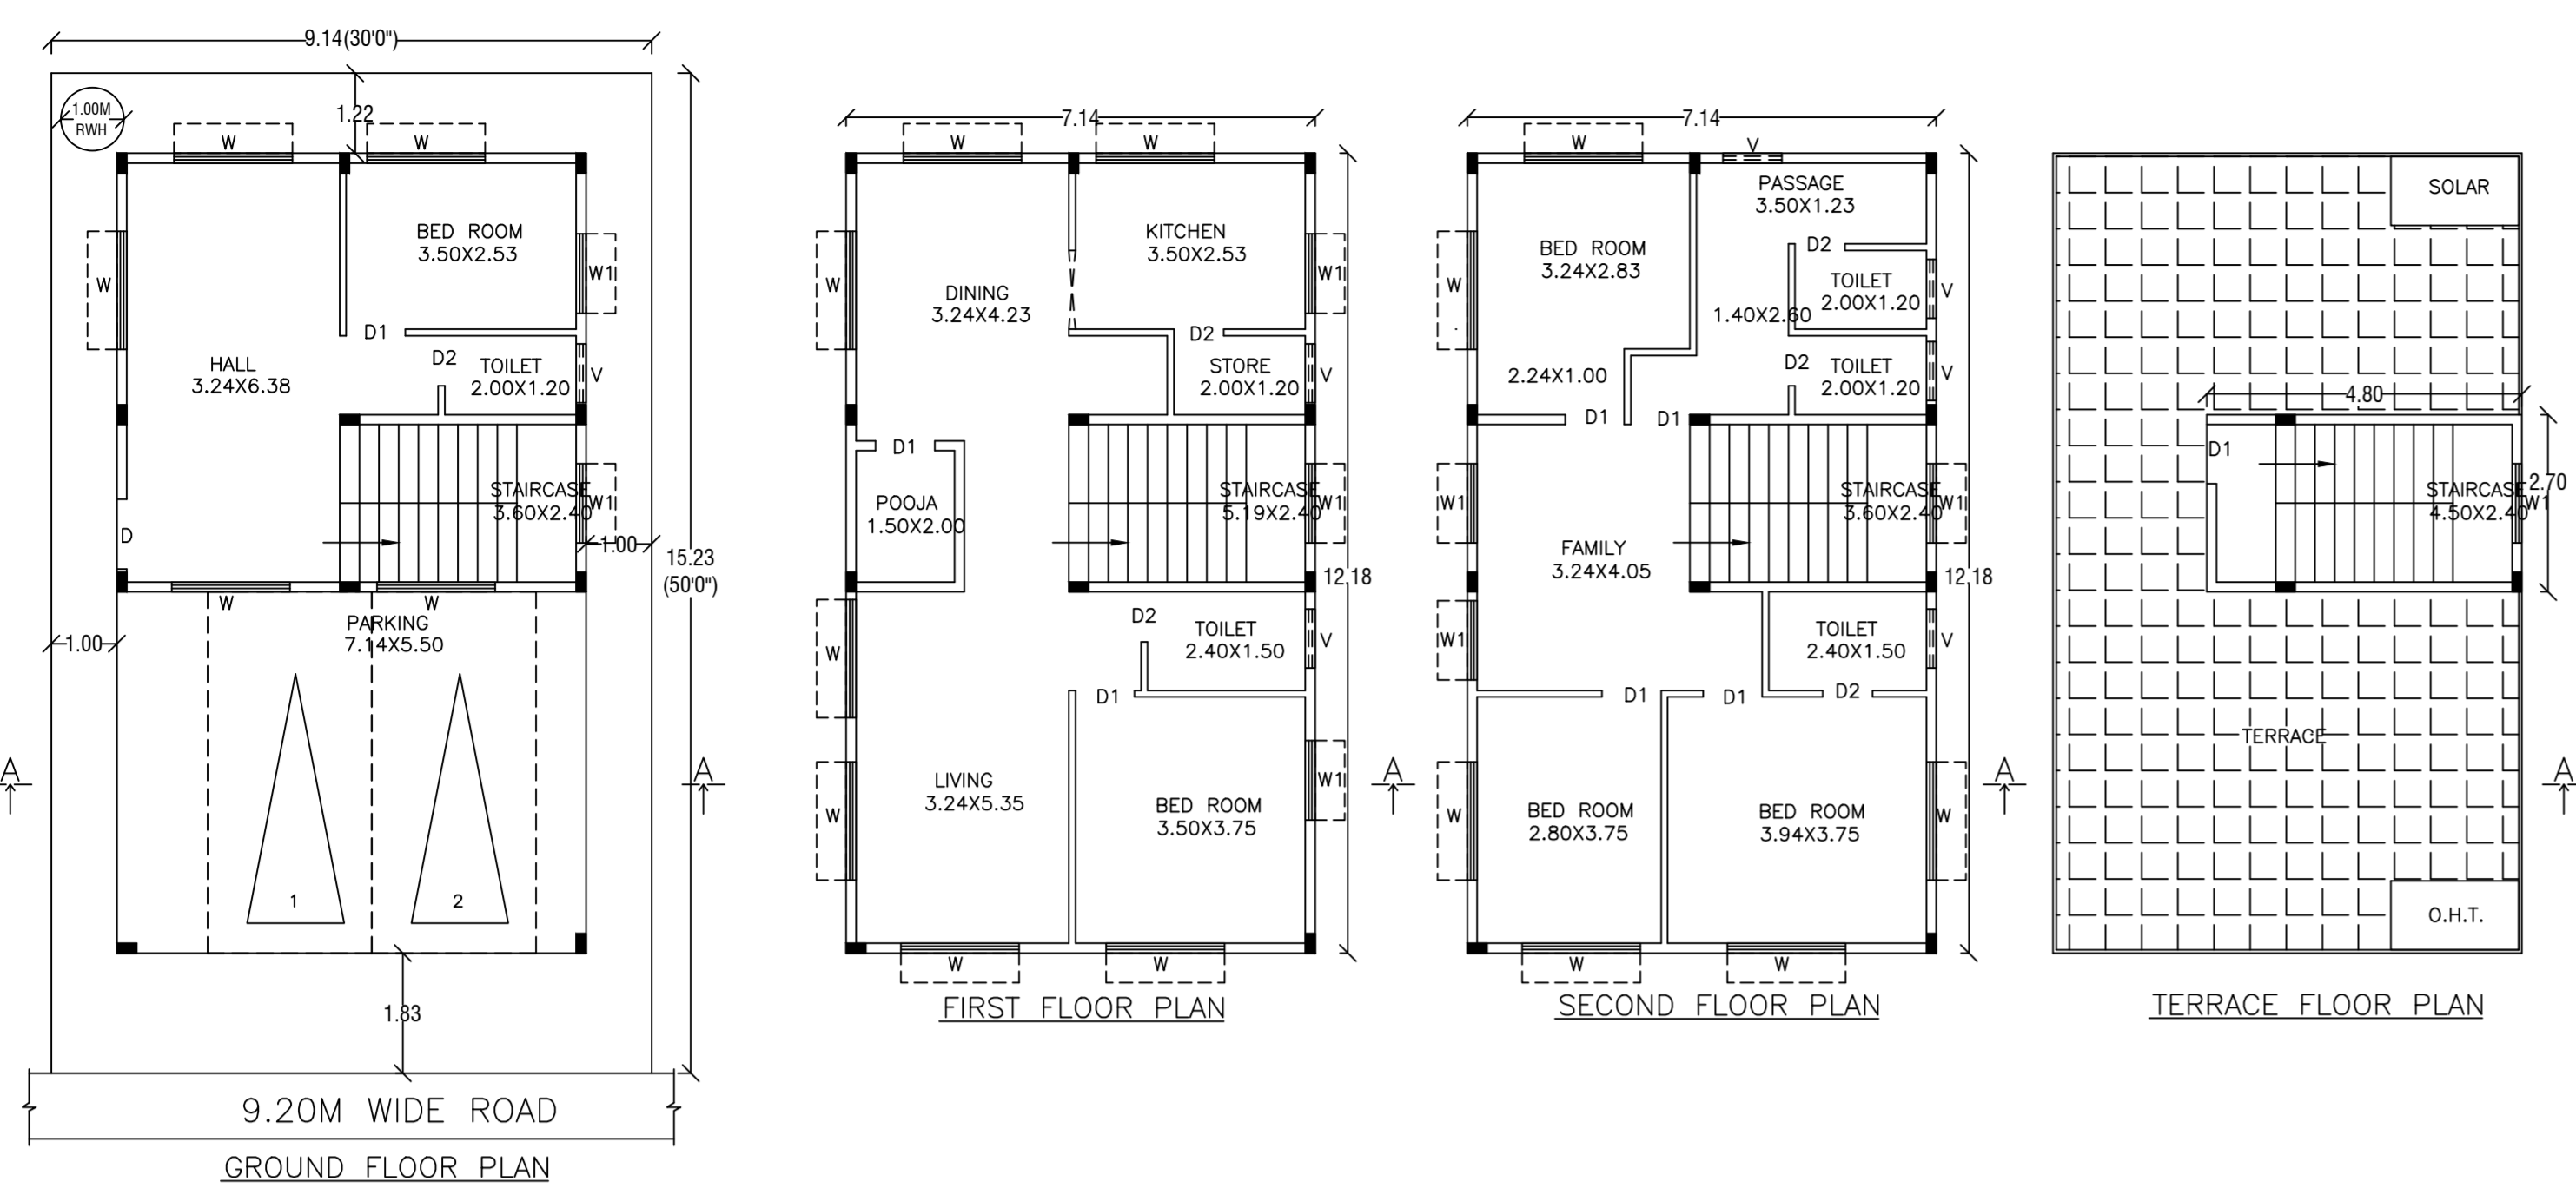 9.14(30'0")
1.22
1.00M
RWH
W
W
BED ROOM
3.50X2.53
W
W1
D1
D2
HALL
3.24X6.38
TOILET
2.00X1.20
V
STAIRCASE
3.60X2.40
W1
D
1.00
15.23
(50'0")
W
W
PARKING
7.14X5.50
1.00
A
A
1
2
1.83
9.20M WIDE ROAD
GROUND FLOOR PLAN
7.14
W
W
KITCHEN
3.50X2.53
W
W1
DINING
3.24X4.23
D2
STORE
2.00X1.20
V
D1
POOJA
1.50X2.00
STAIRCASE
5.19X2.40
W1
12.18
D2
TOILET
2.40X1.50
V
W
D1
LIVING
3.24X5.35
W
W1
BED ROOM
3.50X3.75
A
W
W
FIRST FLOOR PLAN
7.14
W
V
PASSAGE
3.50X1.23
BED ROOM
3.24X2.83
D2
W
TOILET
2.00X1.20
V
1.40X2.60
D2
TOILET
2.00X1.20
V
2.24X1.00
D1
D1
STAIRCASE
3.60X2.40
W1
W1
FAMILY
3.24X4.05
12.18
W1
TOILET
2.40X1.50
V
D1
D1
D2
BED ROOM
2.80X3.75
BED ROOM
3.94X3.75
W
W
A
W
W
SECOND FLOOR PLAN
SOLAR
4.80
D1
STAIRCASE
4.50X2.40
W1
2.70
TERRACE
A
O.H.T.
TERRACE FLOOR PLAN